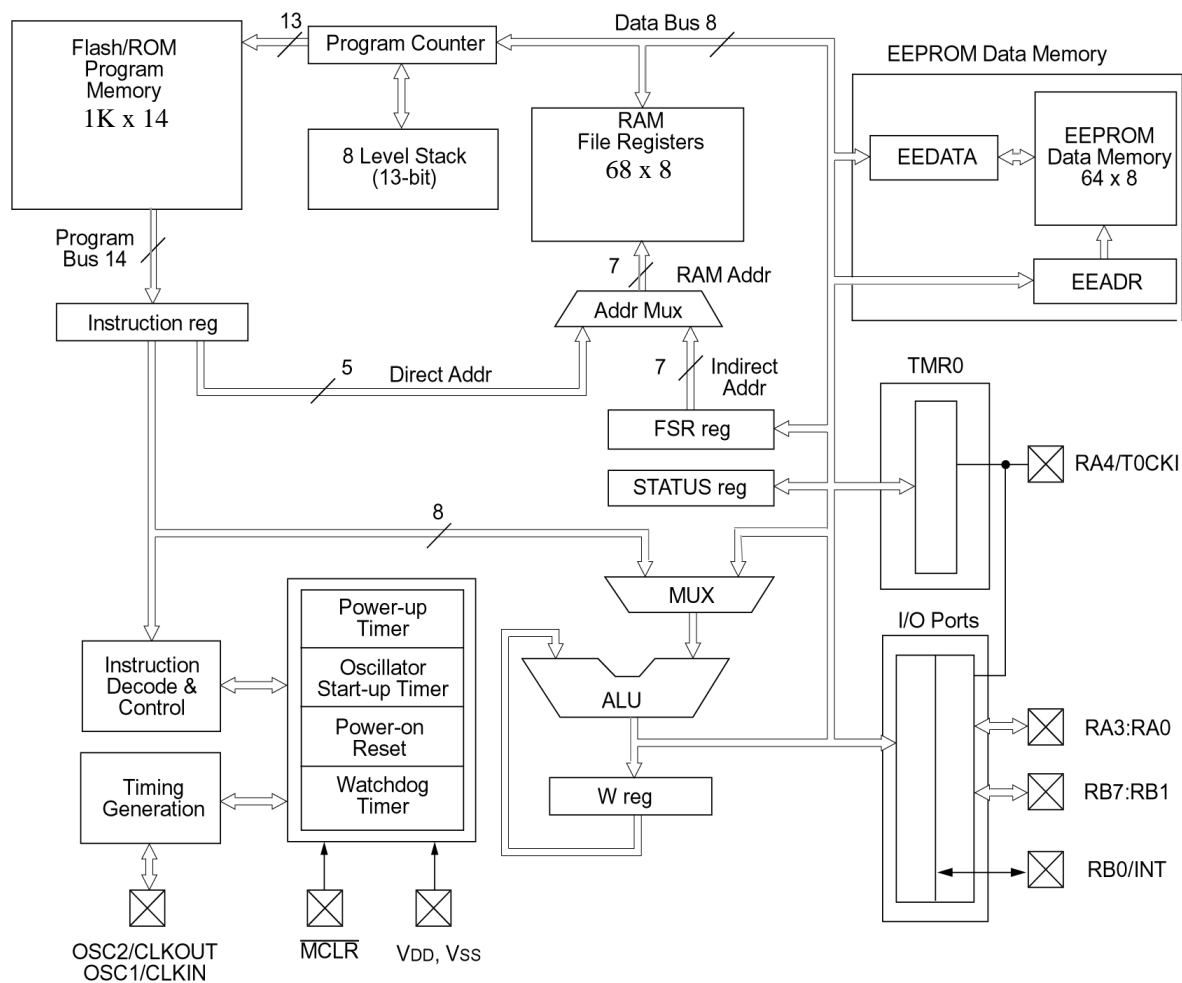 13
Data Bus 8
Flash/ROM
Program
Memory
1K x 14
Program Counter
8 Level Stack
(13-bit)
RAM
File Registers
68 x 8
EEPROM Data Memory
EEDATA
EEPROM
Data Memory
64 x 8
EEADR
Program
Bus 14
7
RAM Addr
Addr Mux
Instruction reg
5
Direct Addr
7
Indirect
Addr
FSR reg
STATUS reg
TMR0
RA4/T0CKI
8
MUX
ALU
W reg
I/O Ports
Power-up
Timer
Oscillator
Start-up Timer
Power-on
Reset
Watchdog
Timer
Instruction
Decode &
Control
Timing
Generation
RA3:RA0
RB7:RB1
RB0/INT
OSC2/CLKOUT
OSC1/CLKIN
MCLR
VDD, VSS